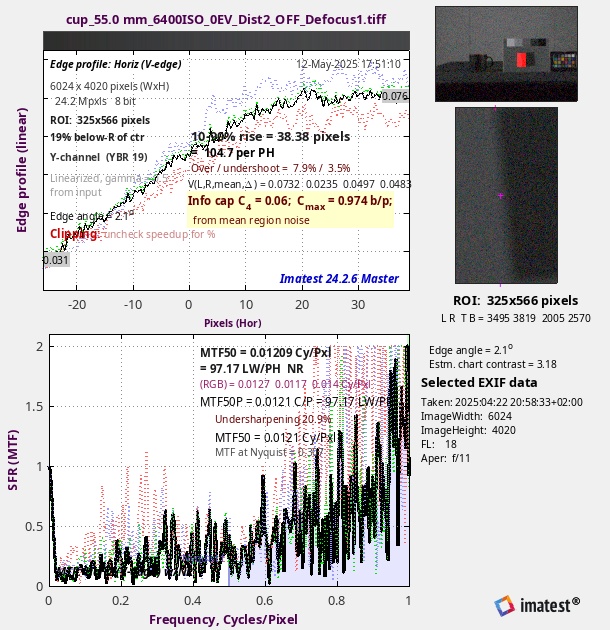 cup_55.0 mm_6400ISO_0EV_Dist2_OFF_Defocus1.tiff
Edge profile: Horiz (V-edge)
12-May-2025 17:51:10
6024 x 4020 pixels (WxH)
24.2 Mpxls   8 bit
0.076
ROI:  325x566 pixels
19% below-R of ctr
10-90% rise = 38.38 pixels
=  104.7 per PH
Y-channel  (YBR 19)
Over / undershoot =  7.9% /  3.5%
Linearized, gamma =
from input
V(L,R,mean,Δ) = 0.0732  0.0235  0.0497  0.0483
Info cap C4 = 0.06;  Cmax = 0.974 b/p;
from mean region noise
Edge angle = 2.1°
Clipping: uncheck speedup for %
0.031
Imatest 24.2.6 Master
Edge profile (linear)
-20 -10 0 10 20 30
Pixels (Hor)
ROI:  325x566 pixels
L R  T B = 3495 3819  2005 2570
Edge angle = 2.1°
Estm. chart contrast = 3.18
Selected EXIF data
Taken: 2025:04:22 20:58:33+02:00
ImageWidth:  6024
ImageHeight:  4020
FL:   18
Aper:  f/11
MTF50 = 0.01209 Cy/Pxl
= 97.17 LW/PH  NR
(RGB) = 0.0127  0.0117  0.014 Cy/Pxl
MTF50P = 0.0121 C/P = 97.17 LW/PH
Undersharpening 20.9%
MTF50 = 0.0121 Cy/Pxl
MTF at Nyquist =
SFR (MTF)
2
1.5
1
0.5
0
0 0.2 0.4 0.6 0.8 1
Frequency, Cycles/Pixel
imatest®